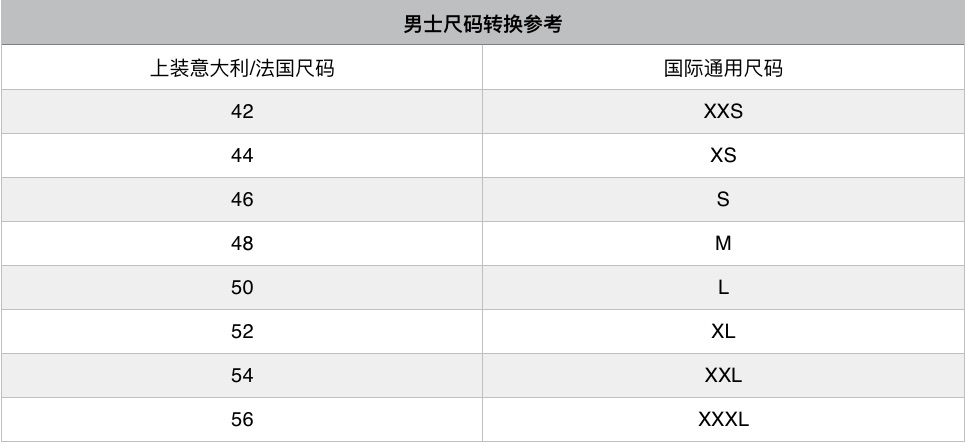 男士尺码转换参考
上装意大利/法国尺码 国际通用尺码
42 XXS
44 XS
46 S
48 M
50 L
52 XL
54 XXL
56 XXXL